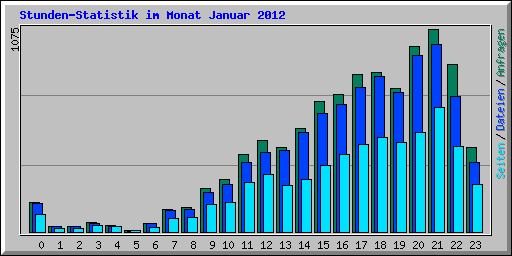 Stunden-Statistik im Monat Januar 2012
1075
Seiten / Dateien / Anfragen
0 1 2 3 4 5 6 7 8 9 10 11 12 13 14 15 16 17 18 19 20 21 22 23